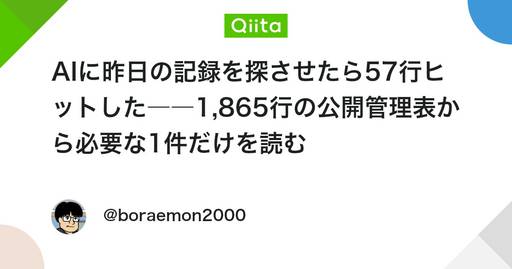 Qiita
AIに昨日の記録を探させたら57行ヒ
ットした――1,865行の公開管理表か
ら必要な1件だけを読む
@boraemon2000